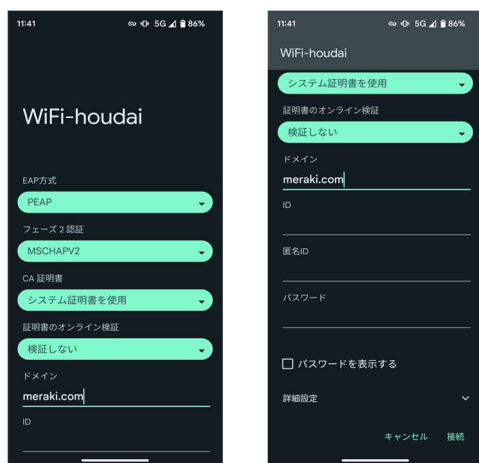 11:41
5G
86%
WiFi-houdai
EAP方式
PEAP
フェーズ 2 認証
MSCHAPV2
CA 証明書
システム証明書を使用
証明書のオンライン検証
検証しない
ドメイン
meraki.com
ID
11:41
5G
86%
WiFi-houdai
システム証明書を使用
証明書のオンライン検証
検証しない
ドメイン
meraki.com
ID
匿名ID
パスワード
パスワードを表示する
詳細設定
キャンセル 接続